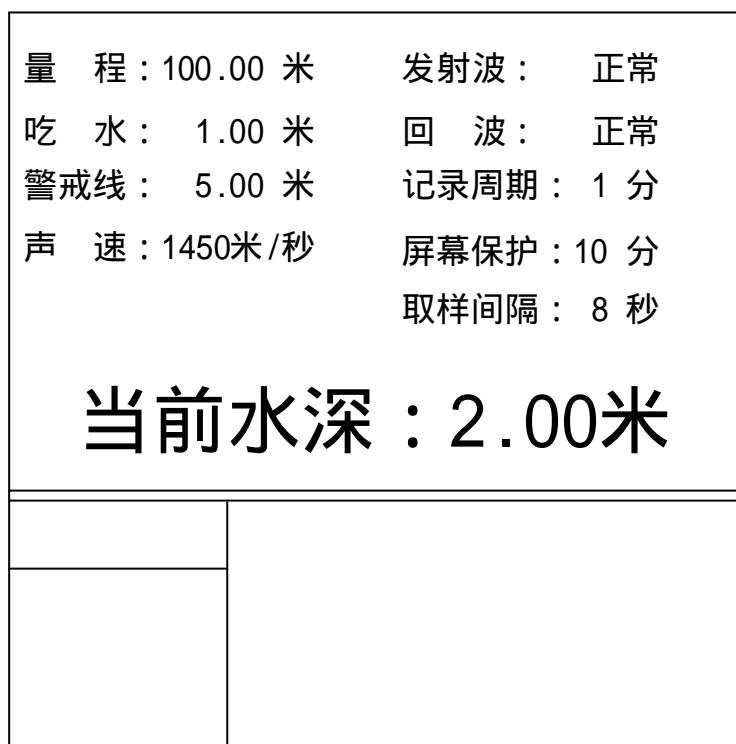 量 程：100.00 米 发射波： 正常
吃 水： 1.00 米 回 波： 正常
警戒线： 5.00 米 记录周期： 1 分
声 速：1450米/秒 屏幕保护：10 分
取样间隔： 8 秒
当前水深：2.00米